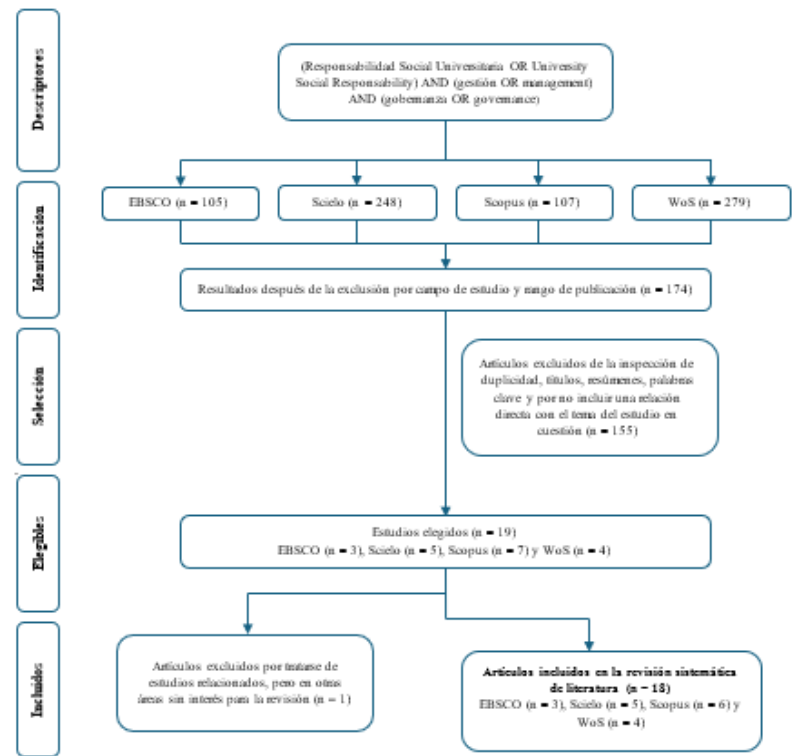 Descriptores
(Responsabilidad Social Universitaria OR University
Social Responsability) AND (gestión OR management)
AND (gobernanza OR governance)
Identificación
EBSCO (n = 105)
Scielo (n = 248)
Scopus (n = 107)
WoS (n = 279)
Resultados después de la exclusión por campo de estudio y rango de publicación (n = 174)
Selección
Artículos excluidos de la inspección de
duplicidad, títulos, resúmenes, palabras
clave y por no incluir una relación
directa con el tema del estudio en
cuestión (n = 155)
Elegibles
Estudios elegidos (n = 19)
EBSCO (n = 3), Scielo (n = 5), Scopus (n = 7) y WoS (n = 4)
Incluidos
Artículos excluidos por tratarse de
estudios relacionados, pero en otras
áreas sin interés para la revisión (n = 1)
Artículos incluidos en la revisión sistemática
de literatura (n = 18)
EBSCO (n = 3), Scielo (n = 5), Scopus (n = 6) y
WoS (n = 4)